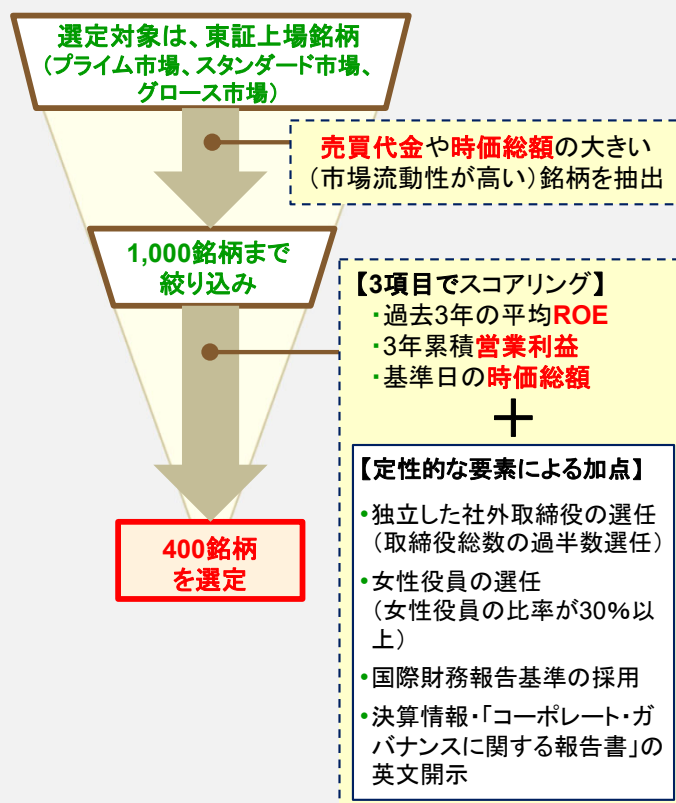 選定対象は、東証上場銘柄
（プライム市場、スタンダード市場、
グロース市場）
売買代金や時価総額の大きい
（市場流動性が高い）銘柄を抽出
1,000銘柄まで
絞り込み
【3項目でスコアリング】
・過去3年の平均ROE
・3年累積営業利益
・基準日の時価総額
＋
【定性的な要素による加点】
•独立した社外取締役の選任
（取締役総数の過半数選任）
•女性役員の選任
（女性役員の比率が30%以
上）
•国際財務報告基準の採用
•決算情報・「コーポレート・ガ
バナンスに関する報告書」の
英文開示
400銘柄
を選定